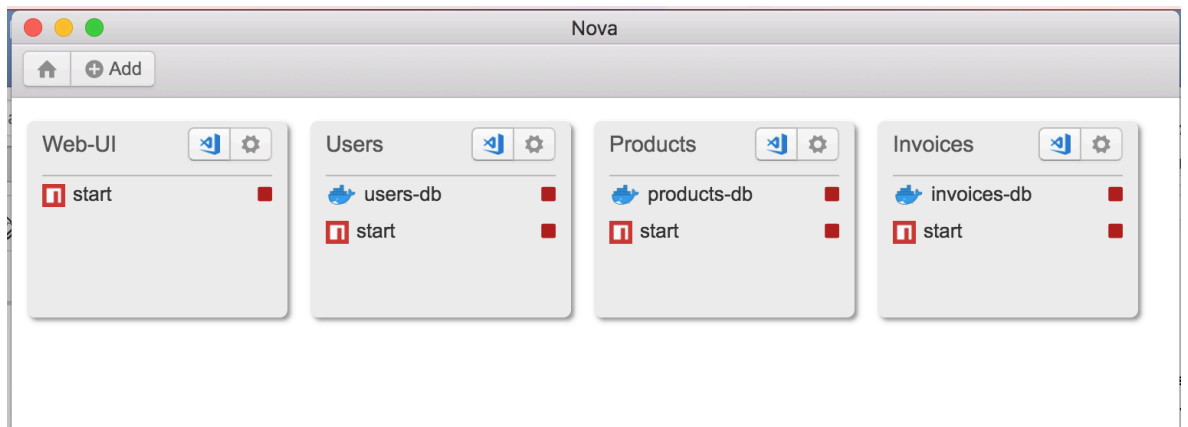 Nova
Add
Web-UI
start
Users
users-db
start
Products
products-db
start
Invoices
invoices-db
start